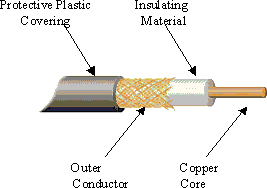 Protective Plastic
Covering
Insulating
Material
Outer
Conductor
Copper
Core